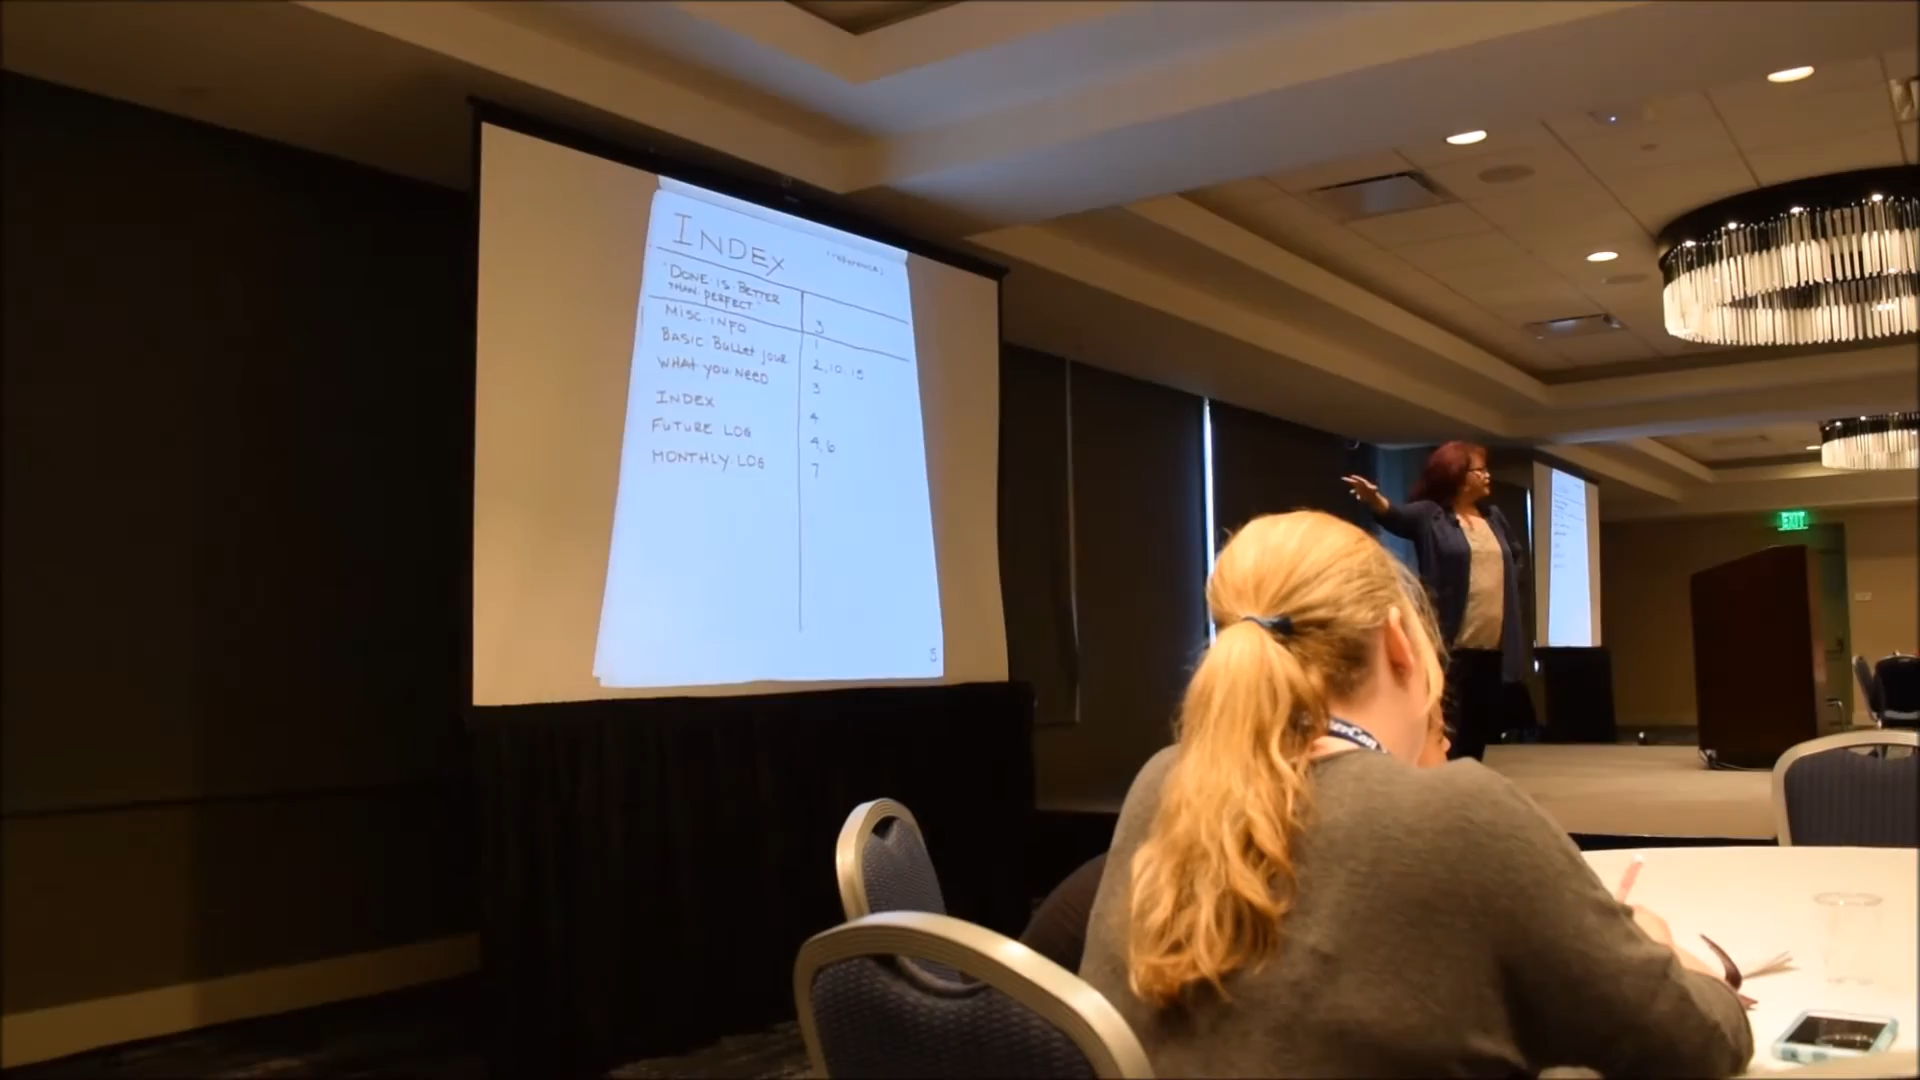 INDEX
"DONE IS BETTER
THAN PERFECT" 3
MISC. INFO 1
BASIC BULLET JOUR 2, 10, 15
WHAT YOU NEED 3
INDEX 4
FUTURE LOG 4, 6
MONTHLY LOG 7
5
EXIT